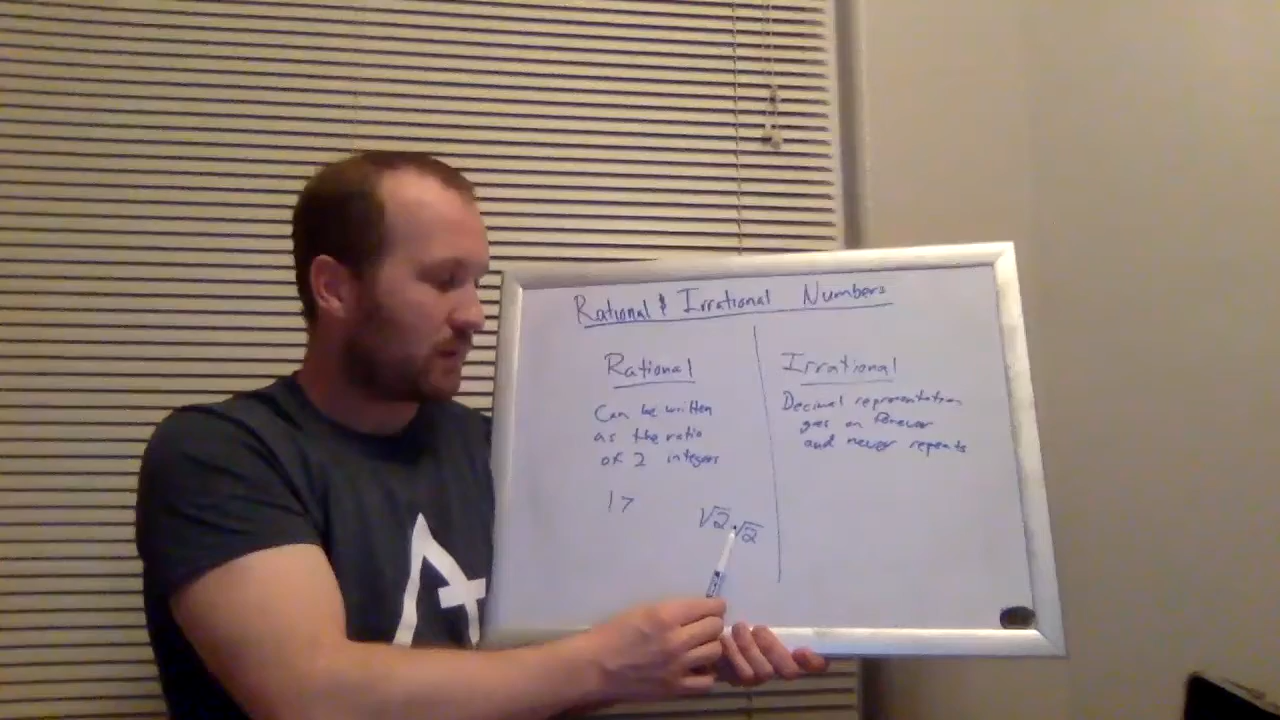 Rational & Irrational Numbers
Rational
Can be written
as the ratio
of 2 integers
17
√2·√2
Irrational
Decimal representation
goes on forever
and never repeats